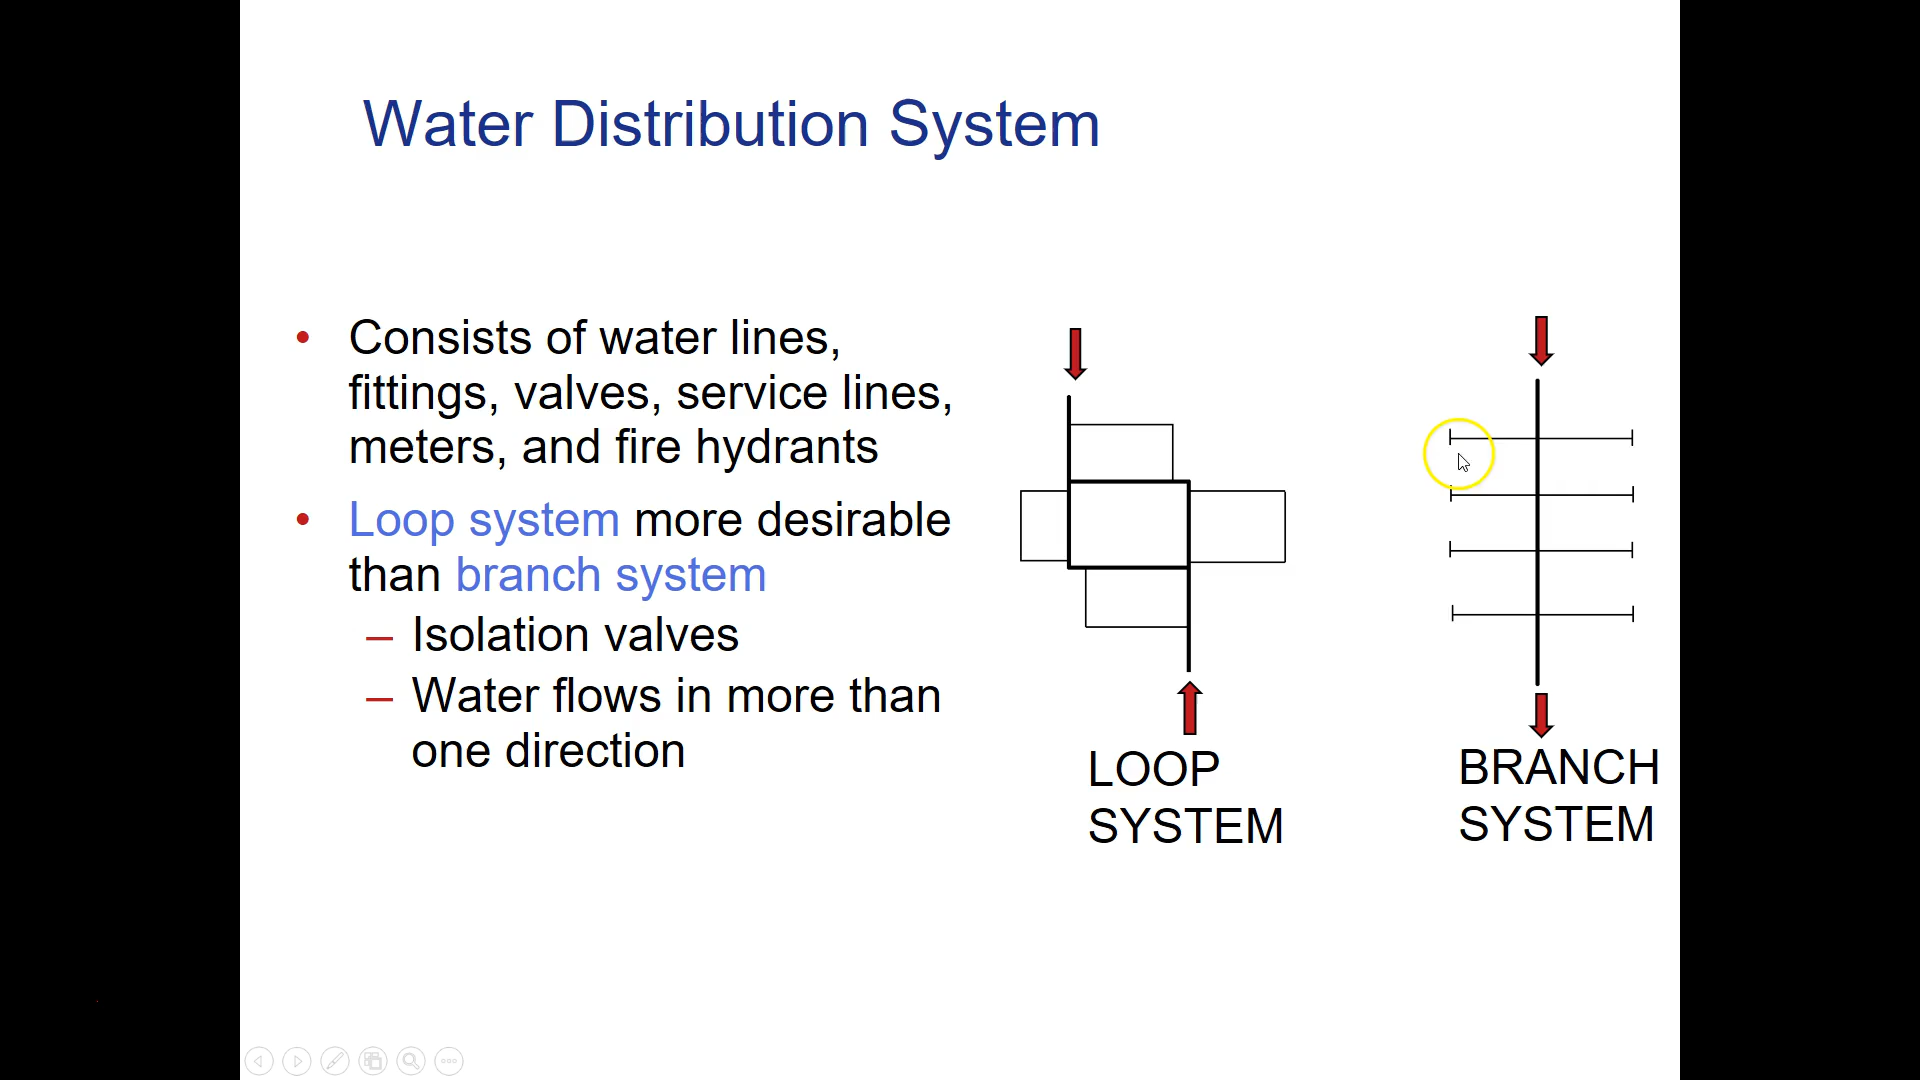 Water Distribution System
• Consists of water lines,
fittings, valves, service lines,
meters, and fire hydrants
• Loop system more desirable
than branch system
– Isolation valves
– Water flows in more than
one direction
LOOP
SYSTEM
BRANCH
SYSTEM